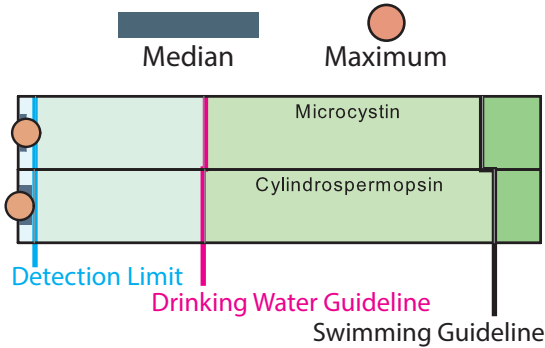 Median
Maximum
Microcystin
Cylindrospermopsin
Detection Limit
Drinking Water Guideline
Swimming Guideline